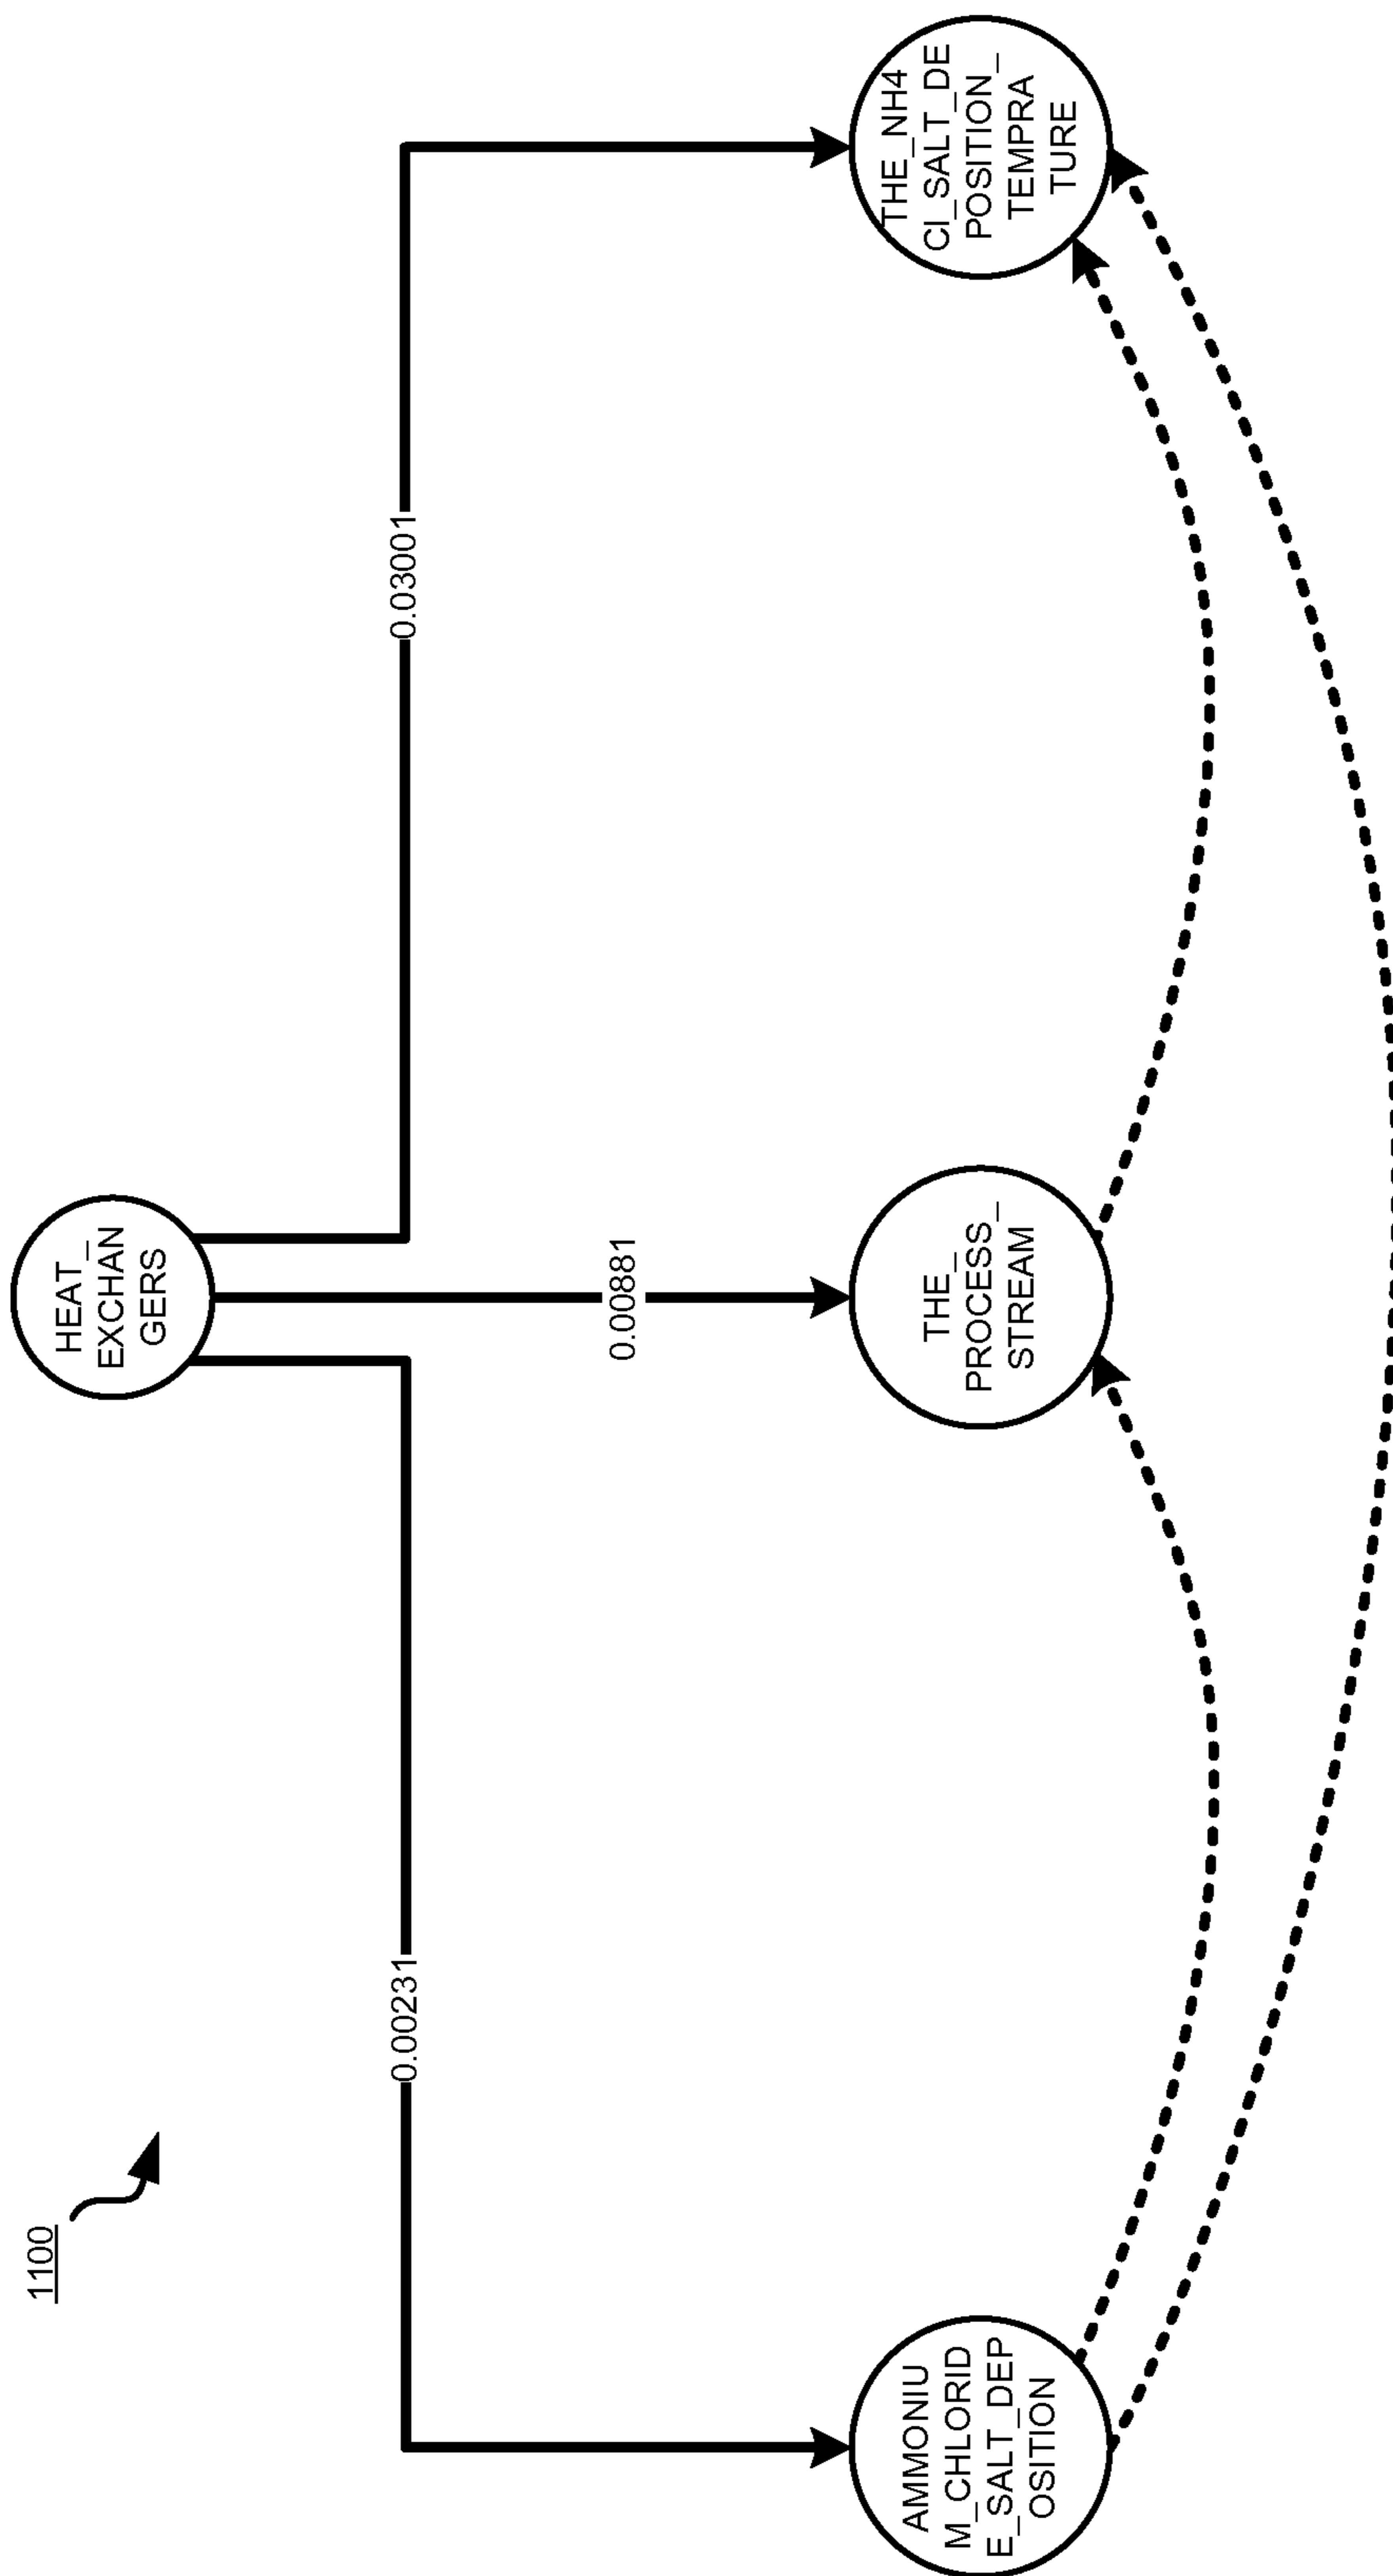 1100
HEAT_
EXCHAN
GERS
0.00231
0.00881
0.03001
AMMONIU
M_CHLORID
E_SALT_DEP
OSITION
THE_
PROCESS_
STREAM
THE_NH4
CI_SALT_DE
POSITION_
TEMPRA
TURE